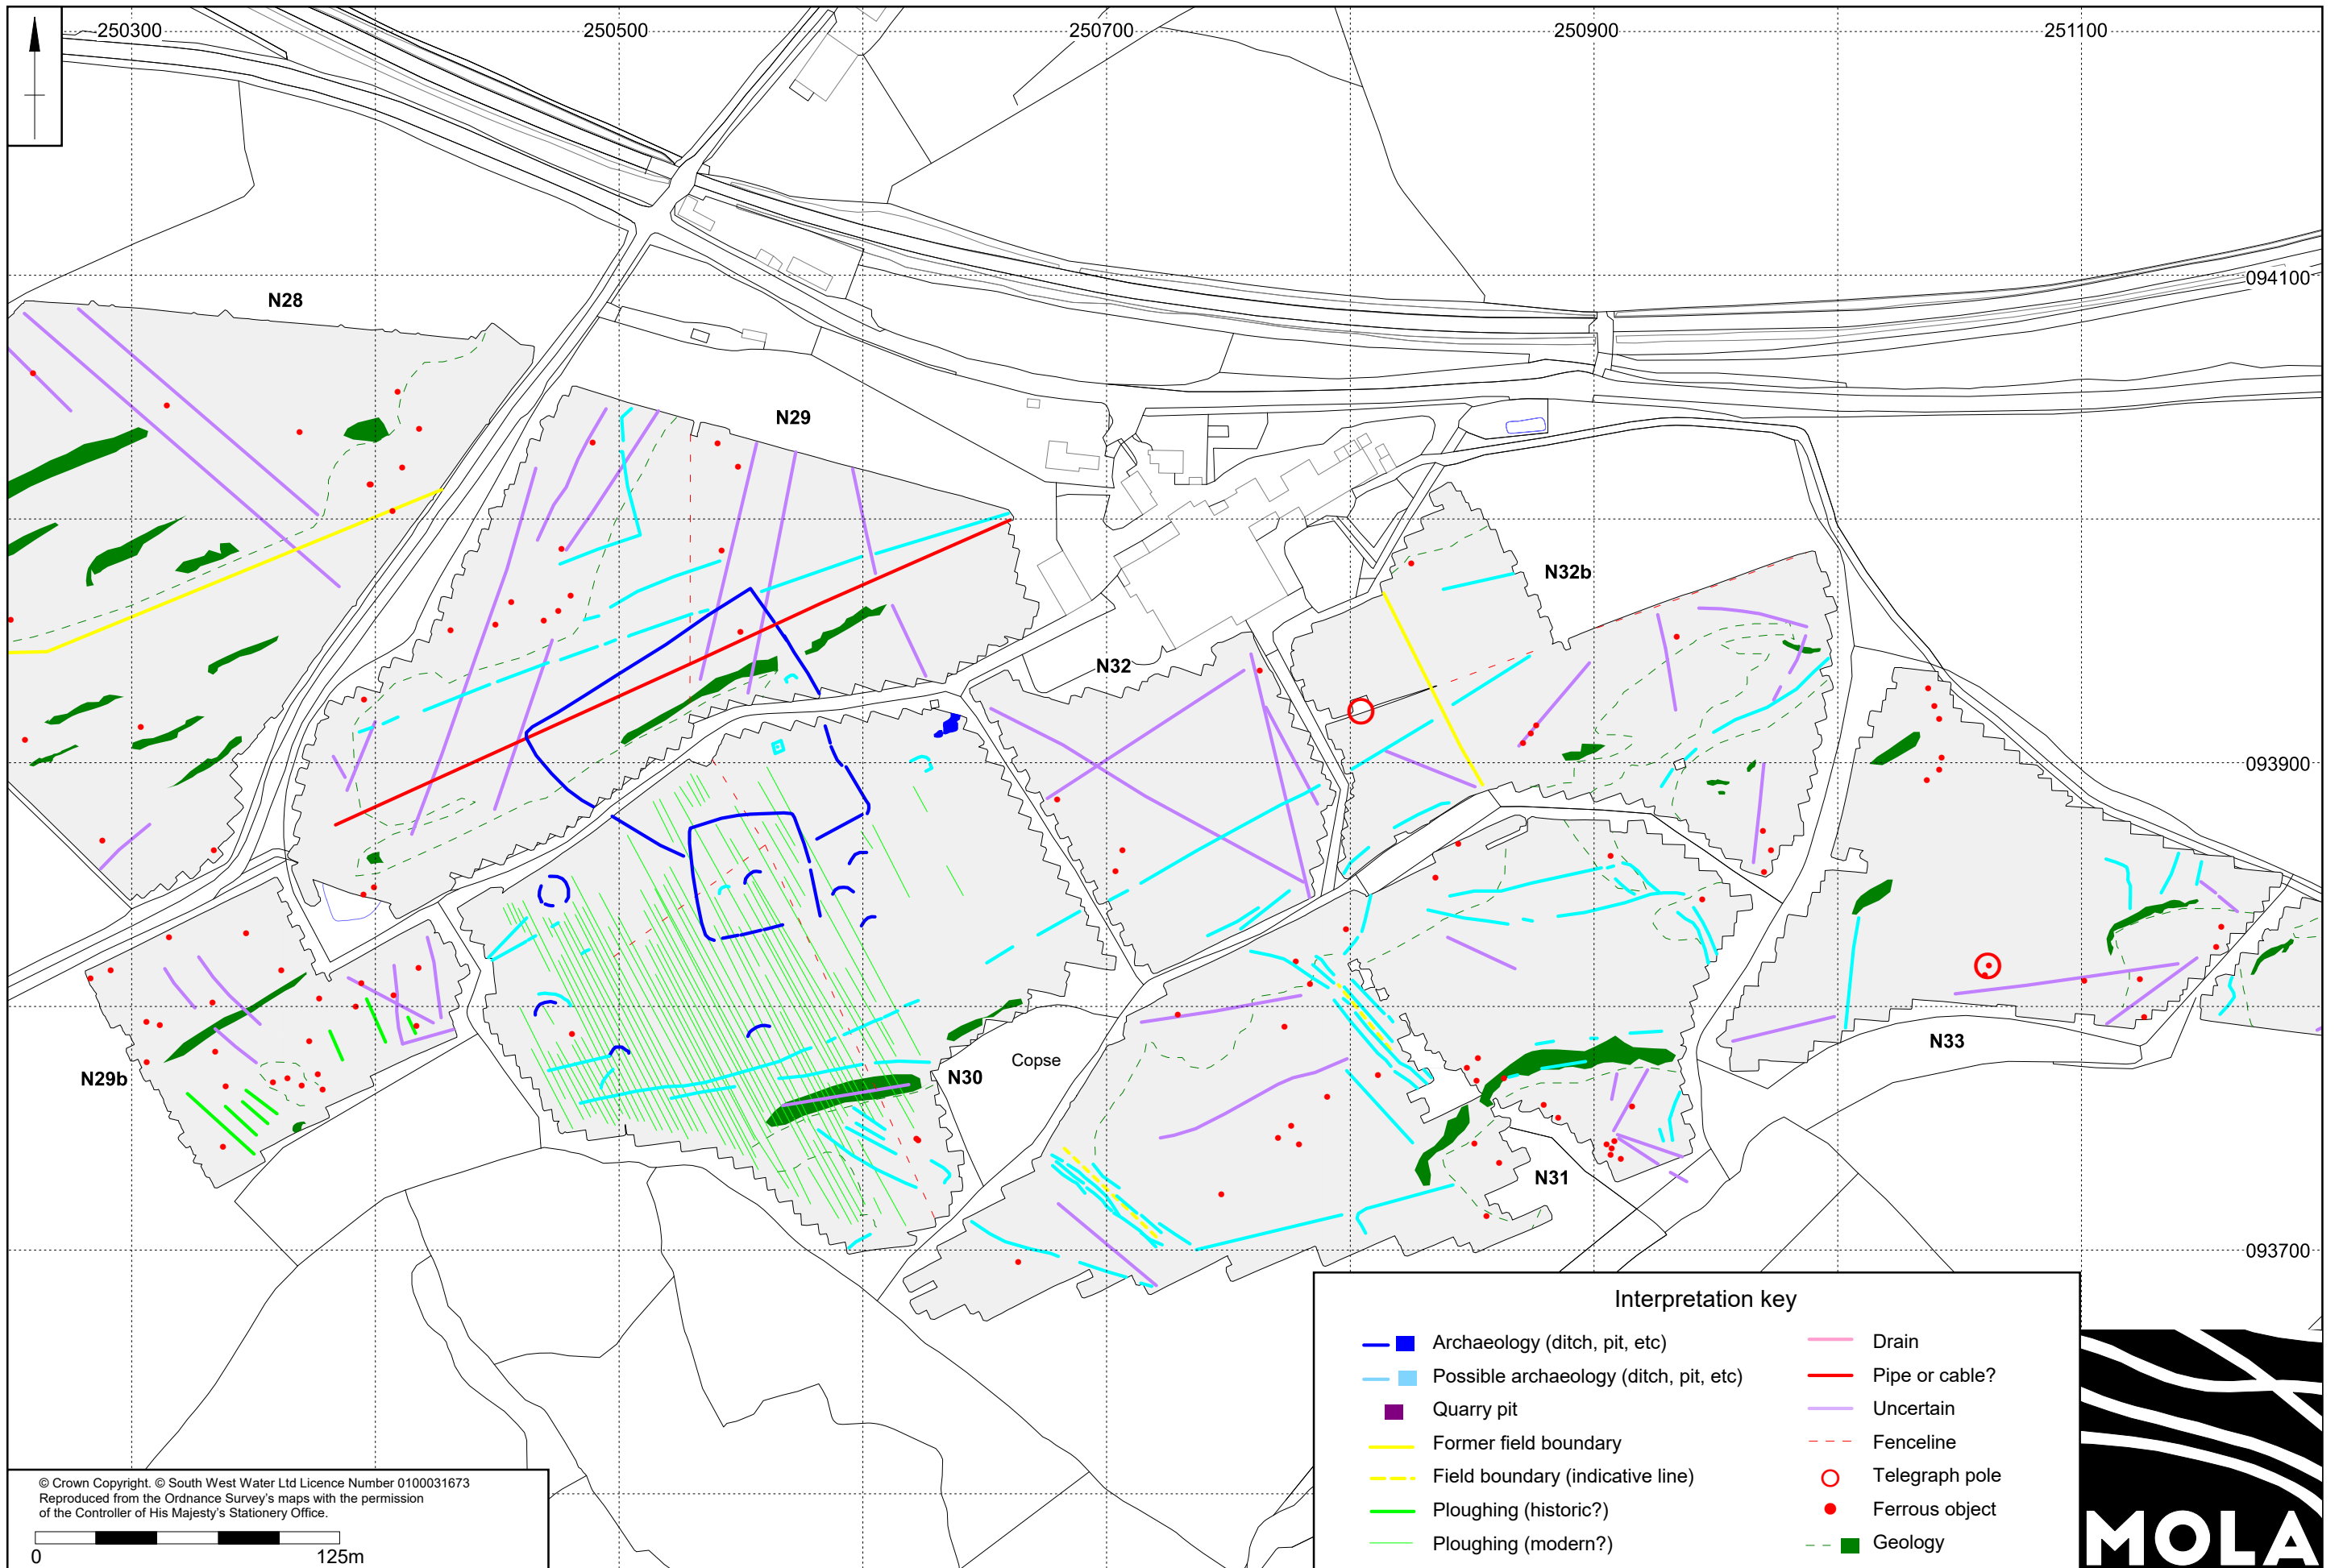 250300
250500
250700
250900
251100
094100
N28
N29
N32b
N32
093900
N33
Copse
N30
N29b
N31
093700
Interpretation key
Archaeology (ditch, pit, etc)
Possible archaeology (ditch, pit, etc)
Quarry pit
Former field boundary
Field boundary (indicative line)
Ploughing (historic?)
Ploughing (modern?)
Drain
Pipe or cable?
Uncertain
Fenceline
Telegraph pole
Ferrous object
Geology
© Crown Copyright. © South West Water Ltd Licence Number 0100031673
Reproduced from the Ordnance Survey's maps with the permission
of the Controller of His Majesty's Stationery Office.
0 125m
MOLA